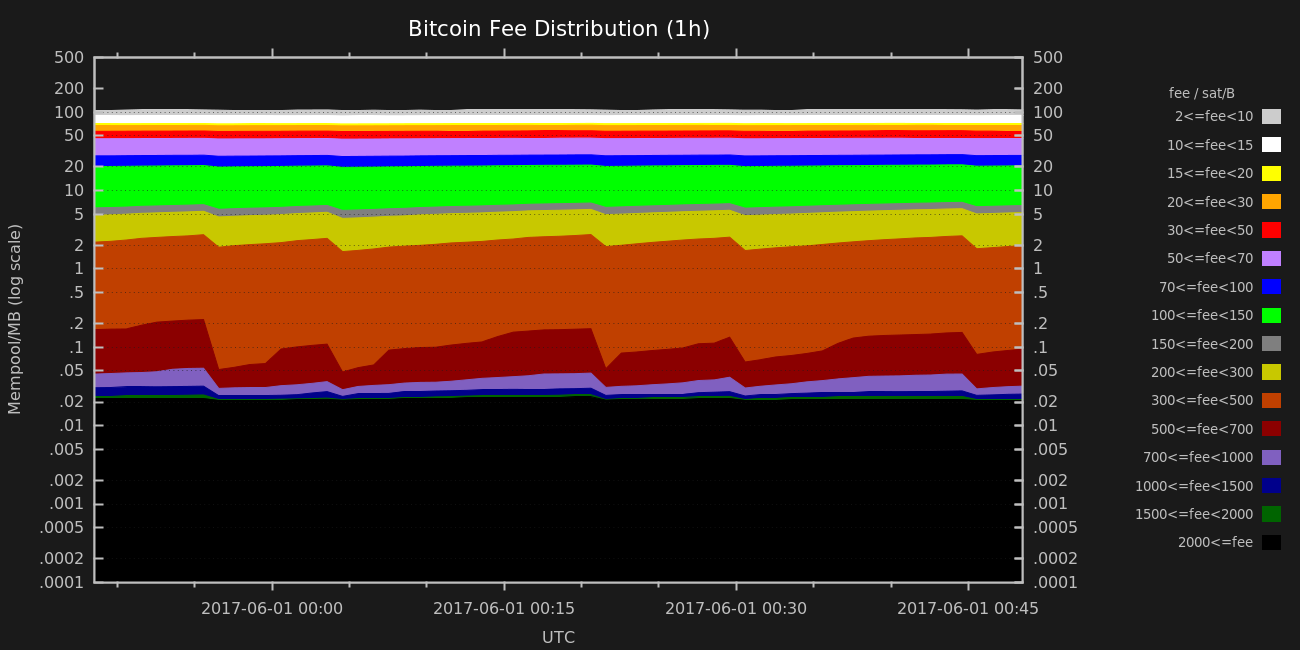 Bitcoin Fee Distribution (1h)
Mempool/MB (log scale)
500 500
200 200
100 100
50 50
20 20
10 10
5 5
2 2
1 1
.5 .5
.2 .2
.1 .1
.05 .05
.02 .02
.01 .01
.005 .005
.002 .002
.001 .001
.0005 .0005
.0002 .0002
.0001 .0001
2017-06-01 00:00 2017-06-01 00:15 2017-06-01 00:30 2017-06-01 00:45
UTC
fee / sat/B
2<=fee<10
10<=fee<15
15<=fee<20
20<=fee<30
30<=fee<50
50<=fee<70
70<=fee<100
100<=fee<150
150<=fee<200
200<=fee<300
300<=fee<500
500<=fee<700
700<=fee<1000
1000<=fee<1500
1500<=fee<2000
2000<=fee